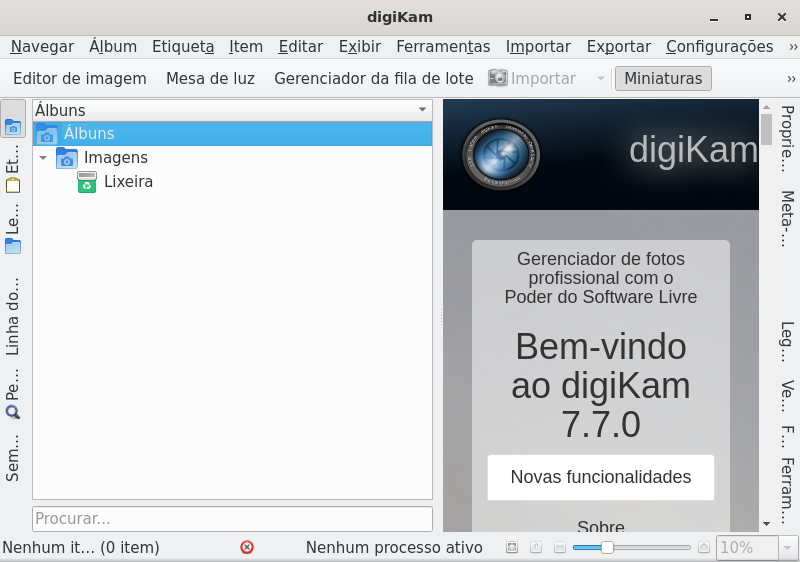 digiKam
Navegar Álbum Etiqueta Item Editar Exibir Ferramentas Importar Exportar Configurações »
Editor de imagem Mesa de luz Gerenciador da fila de lote Importar Miniaturas »
Álbuns
Álbuns
Imagens
Lixeira
Et...
Le...
Linha do...
Pe...
Sem...
digiKam
Gerenciador de fotos
profissional com o
Poder do Software Livre
Bem-vindo
ao digiKam
7.7.0
Novas funcionalidades
Sobre
Proprie...
Meta-...
Leg...
Ve...
F...
Ferram...
Procurar...
Nenhum it... (0 item) Nenhum processo ativo 10%